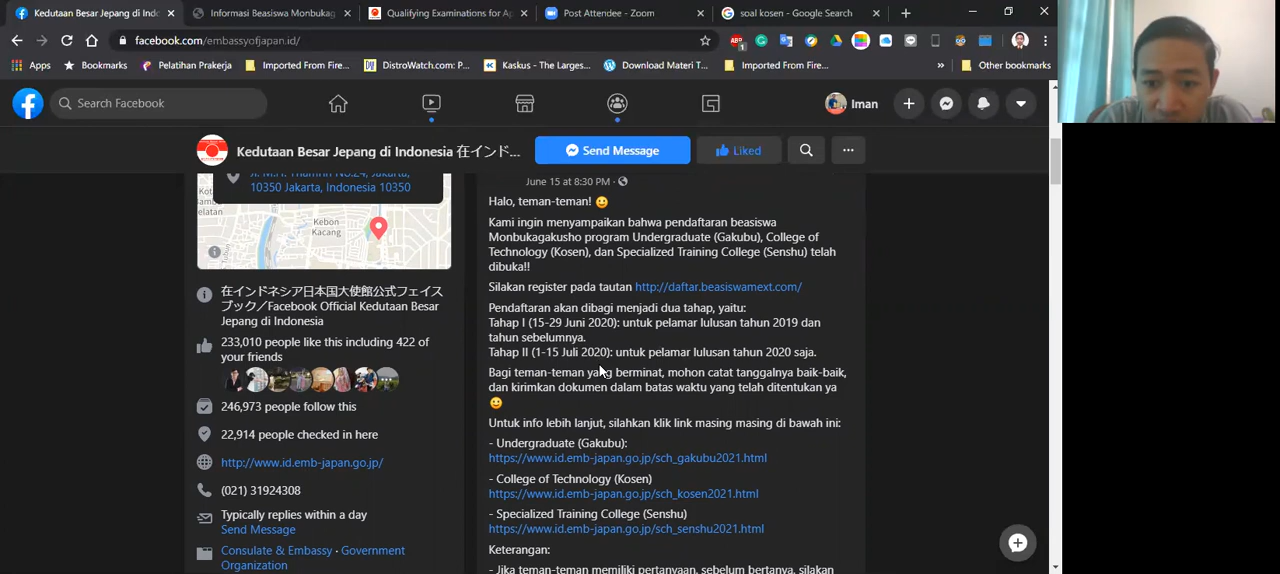 Kedutaan Besar Jepang di Indo
Informasi Beasiswa Monbukag
Qualifying Examinations for Ap
Post Attendee - Zoom
soal kosen - Google Search
facebook.com/embassyofjapan.id/
Apps
Bookmarks
Pelatihan Prakerja
Imported From Fire...
DistroWatch.com: P...
Kaskus - The Larges...
Download Materi T...
Imported From Fire...
Other bookmarks
Search Facebook
Iman
Kedutaan Besar Jepang di Indonesia 在インド...
Send Message
Liked
Jl. M.H. Thamrin No.24, Jakarta,
10350 Jakarta, Indonesia 10350
Kebon
Kacang
在インドネシア日本国大使館公式フェイス
ブック／Facebook Official Kedutaan Besar
Jepang di Indonesia
233,010 people like this including 422 of
your friends
246,973 people follow this
22,914 people checked in here
http://www.id.emb-japan.go.jp/
(021) 31924308
Typically replies within a day
Send Message
Consulate & Embassy · Government
Organization
June 15 at 8:30 PM ·
Halo, teman-teman!
Kami ingin menyampaikan bahwa pendaftaran beasiswa
Monbukagakusho program Undergraduate (Gakubu), College of
Technology (Kosen), dan Specialized Training College (Senshu) telah
dibuka!!
Silakan register pada tautan http://daftar.beasiswamext.com/
Pendaftaran akan dibagi menjadi dua tahap, yaitu:
Tahap I (15-29 Juni 2020): untuk pelamar lulusan tahun 2019 dan
tahun sebelumnya.
Tahap II (1-15 Juli 2020): untuk pelamar lulusan tahun 2020 saja.
Bagi teman-teman yang berminat, mohon catat tanggalnya baik-baik,
dan kirimkan dokumen dalam batas waktu yang telah ditentukan ya
Untuk info lebih lanjut, silahkan klik link masing masing di bawah ini:
- Undergraduate (Gakubu):
https://www.id.emb-japan.go.jp/sch_gakubu2021.html
- College of Technology (Kosen)
https://www.id.emb-japan.go.jp/sch_kosen2021.html
- Specialized Training College (Senshu)
https://www.id.emb-japan.go.jp/sch_senshu2021.html
Keterangan:
- Jika teman-teman memiliki pertanyaan, sebelum bertanya, silakan